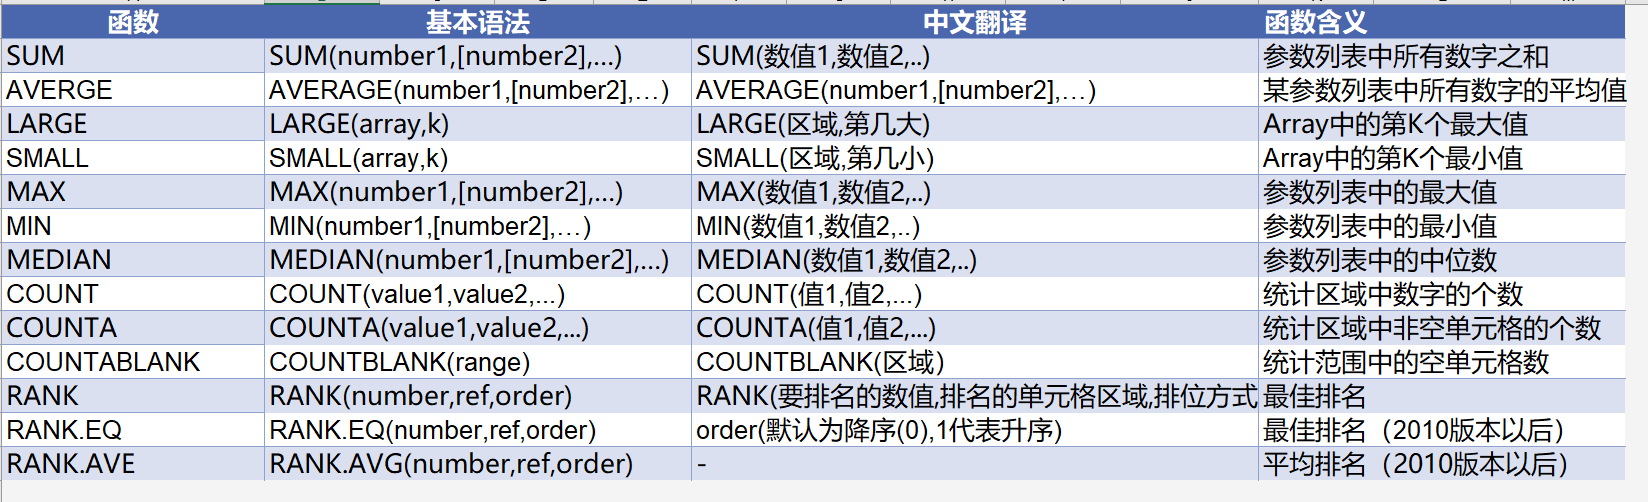 函数 基本语法 中文翻译 函数含义
SUM SUM(number1,[number2],...) SUM(数值1,数值2,..) 参数列表中所有数字之和
AVERGE AVERAGE(number1,[number2],...) AVERAGE(number1,[number2],...) 某参数列表中所有数字的平均值
LARGE LARGE(array,k) LARGE(区域,第几大) Array中的第K个最大值
SMALL SMALL(array,k) SMALL(区域,第几小) Array中的第K个最小值
MAX MAX(number1,[number2],...) MAX(数值1,数值2,..) 参数列表中的最大值
MIN MIN(number1,[number2],...) MIN(数值1,数值2,..) 参数列表中的最小值
MEDIAN MEDIAN(number1,[number2],...) MEDIAN(数值1,数值2,..) 参数列表中的中位数
COUNT COUNT(value1,value2,...) COUNT(值1,值2,...) 统计区域中数字的个数
COUNTA COUNTA(value1,value2,...) COUNTA(值1,值2,...) 统计区域中非空单元格的个数
COUNTABLANK COUNTBLANK(range) COUNTBLANK(区域) 统计范围中的空单元格数
RANK RANK(number,ref,order) RANK(要排名的数值,排名的单元格区域,排位方式 最佳排名
RANK.EQ RANK.EQ(number,ref,order) order(默认为降序(0),1代表升序) 最佳排名（2010版本以后）
RANK.AVE RANK.AVG(number,ref,order) - 平均排名（2010版本以后）